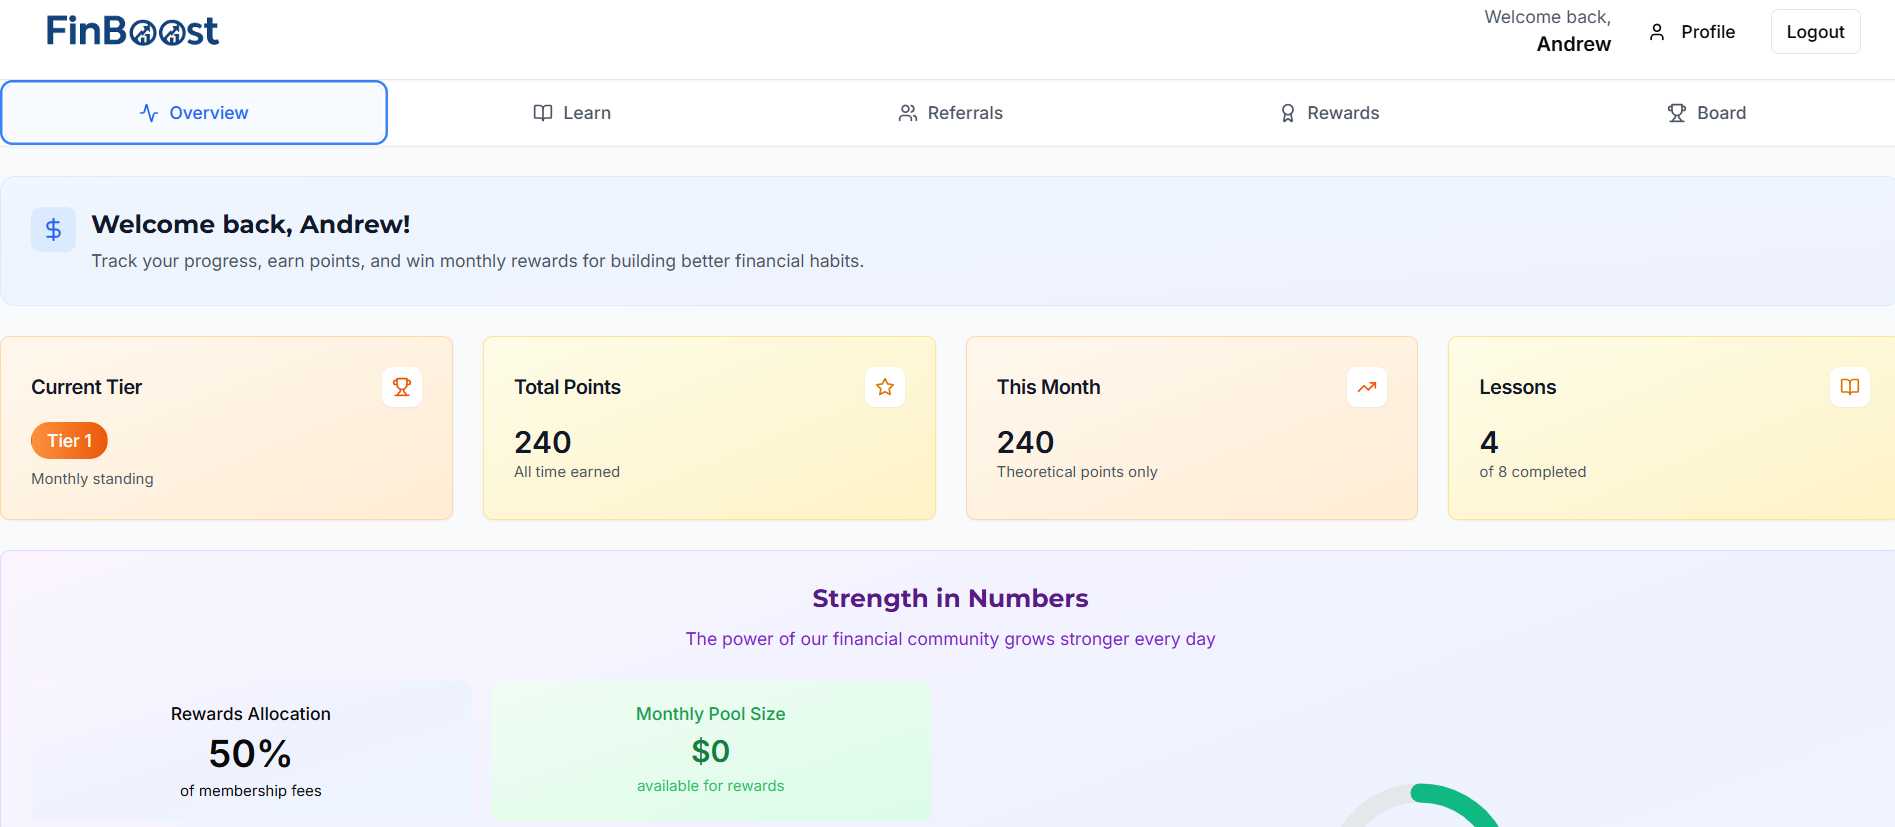 FinBoost
Welcome back,
Andrew
Profile
Logout
Overview
Learn
Referrals
Rewards
Board
$
Welcome back, Andrew!
Track your progress, earn points, and win monthly rewards for building better financial habits.
Current Tier
Tier 1
Monthly standing
Total Points
240
All time earned
This Month
240
Theoretical points only
Lessons
4
of 8 completed
Strength in Numbers
The power of our financial community grows stronger every day
Rewards Allocation
50%
of membership fees
Monthly Pool Size
$0
available for rewards